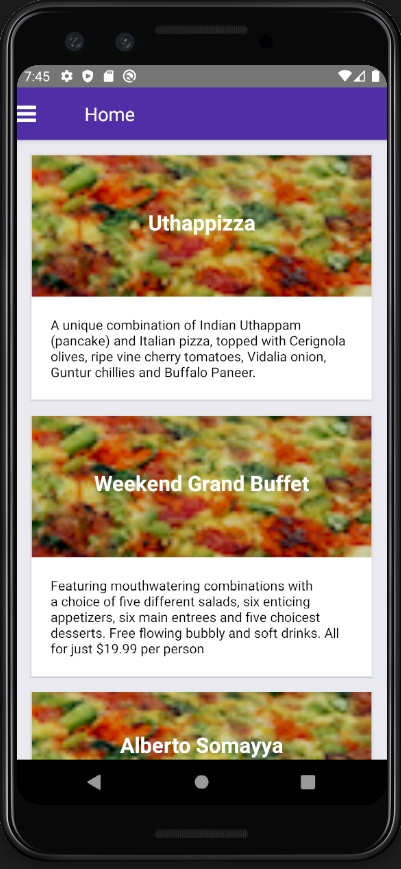 7:45
Home
Uthappizza
A unique combination of Indian Uthappam
(pancake) and Italian pizza, topped with Cerignola
olives, ripe vine cherry tomatoes, Vidalia onion,
Guntur chillies and Buffalo Paneer.
Weekend Grand Buffet
Featuring mouthwatering combinations with
a choice of five different salads, six enticing
appetizers, six main entrees and five choicest
desserts. Free flowing bubbly and soft drinks. All
for just $19.99 per person
Alberto Somayya